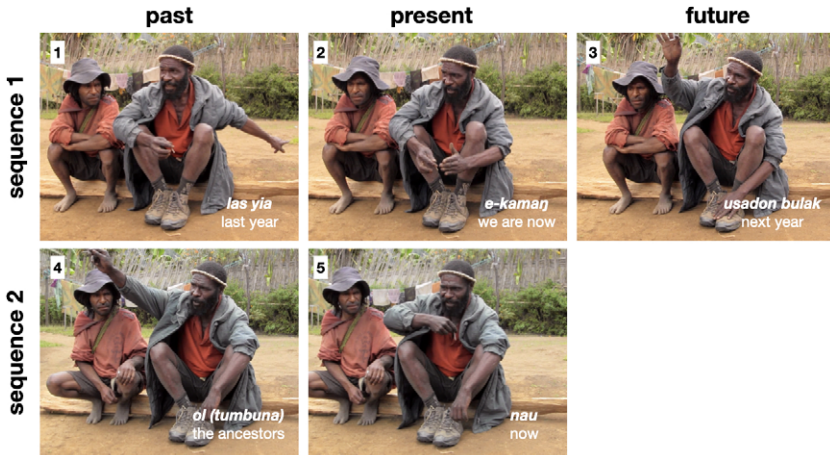 past
present
future
sequence 1
1
las yia
last year
2
e-kamaŋ
we are now
3
usadon bulak
next year
sequence 2
4
ol (tumbuna)
the ancestors
5
nau
now